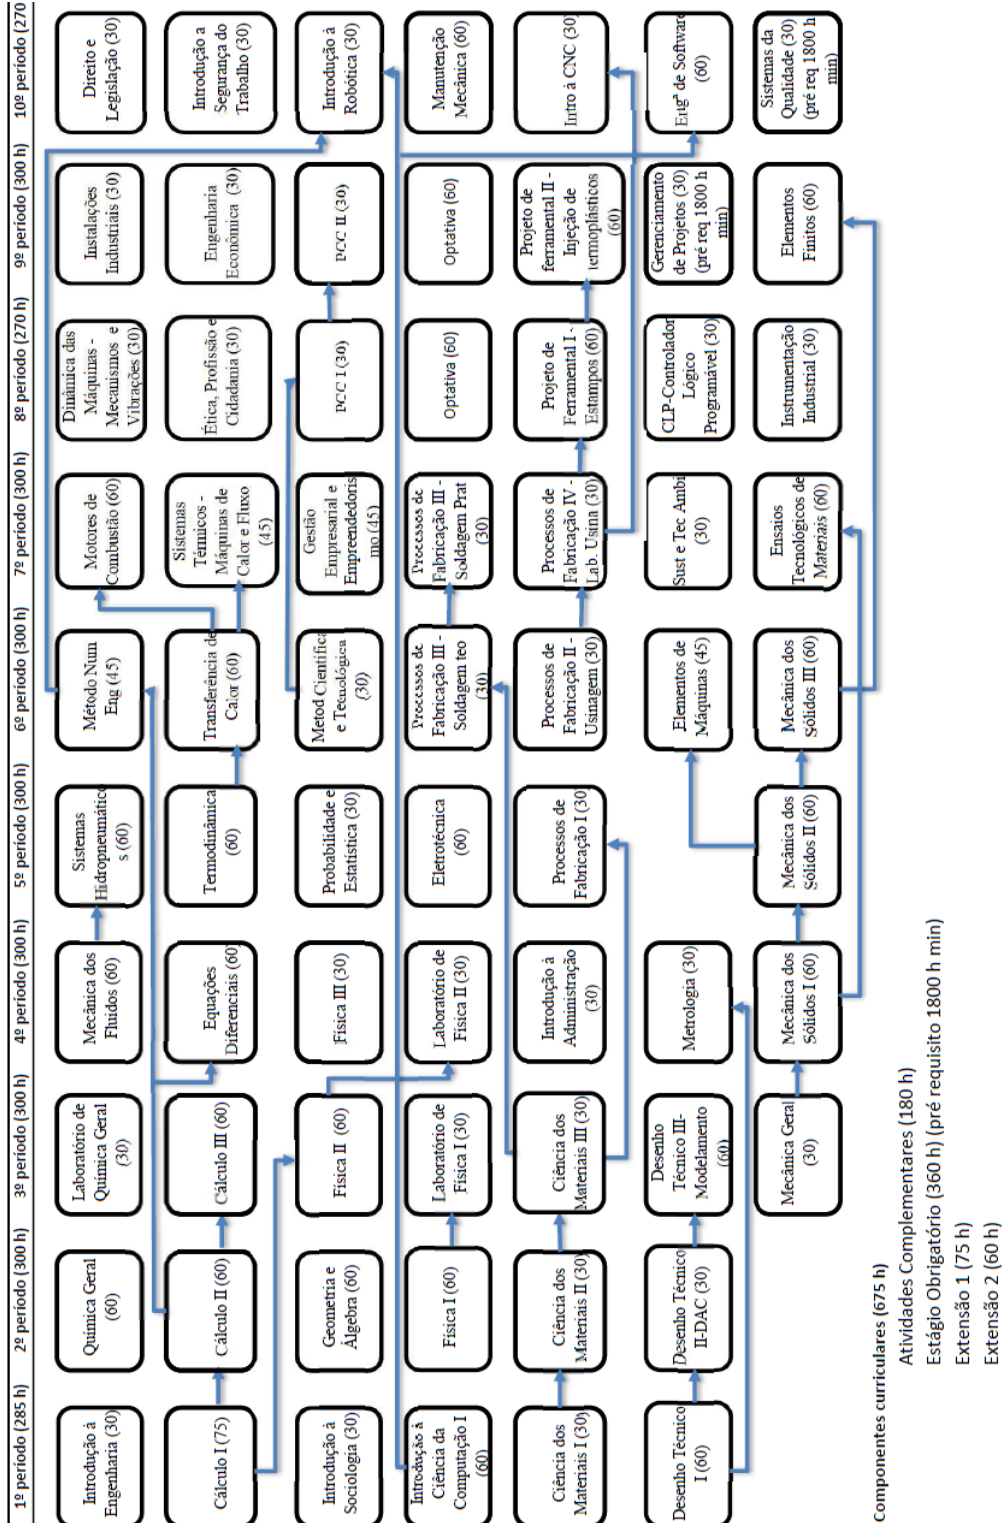 1º período (285 h)
Introdução à
Engenharia (30)
Cálculo I (75)
Introdução à
Sociologia (30)
Introdução à
Ciência da
Computação I
(60)
Ciência dos
Materiais I (30)
Desenho Técnico
I (60)
2º período (300 h)
Química Geral
(60)
Cálculo II (60)
Geometria e
Álgebra (60)
Física I (60)
Ciência dos
Materiais II (30)
Desenho Técnico
II-DAC (30)
3º período (300 h)
Laboratório de
Química Geral
(30)
Cálculo III (60)
Física II (60)
Laboratório de
Física I (30)
Ciência dos
Materiais III (30)
Desenho
Técnico III-
Modelamento
(60)
Mecânica Geral
(30)
4º período (300 h)
Mecânica dos
Fluidos (60)
Equações
Diferenciais (60)
Física III (30)
Laboratório de
Física II (30)
Introdução à
Administração
(30)
Metrologia (30)
Mecânica dos
Sólidos I (60)
5º período (300 h)
Sistemas
Hidropneumático
s (60)
Termodinâmica
(60)
Probabilidade e
Estatística (30)
Eletrotécnica
(60)
Processos de
Fabricação I (30)
Mecânica dos
Sólidos II (60)
6º período (300 h)
Método Num
Eng (45)
Transferência de
Calor (60)
Metod Científica
e Tecnológica
(30)
Processos de
Fabricação III -
Soldagem teo
(30)
Processos de
Fabricação II -
Usinagem (30)
Elementos de
Máquinas (45)
Mecânica dos
Sólidos III (60)
7º período (300 h)
Motores de
Combustão (60)
Sistemas
Térmicos -
Máquinas de
Calor e Fluxo
(45)
Gestão
Empresarial e
Empreendedoris
mo (45)
Processos de
Fabricação III -
Soldagem Prat
(30)
Processos de
Fabricação IV -
Lab. Usina (30)
Sust e Tec Ambi
(30)
Ensaios
Tecnológicos de
Materiais (60)
8º período (270 h)
Dinâmica das
Máquinas -
Mecanismos e
Vibrações (30)
Ética, Profissão e
Cidadania (30)
PCC I (30)
Optativa (60)
Projeto de
Ferramental I -
Estampos (60)
CLP-Controlador
Lógico
Programável (30)
Instrumentação
Industrial (30)
9º período (300 h)
Instalações
Industriais (30)
Engenharia
Econômica (30)
PCC II (30)
Optativa (60)
Projeto de
ferramental II -
Injeção de
termoplásticos
(60)
Gerenciamento
de Projetos (30)
(pré req 1800 h
min)
Elementos
Finitos (60)
10º período (270
Direito e
Legislação (30)
Introdução a
Segurança do
Trabalho (30)
Introdução à
Robótica (30)
Manutenção
Mecânica (60)
Intro à CNC (30)
Engª de Software
(60)
Sistemas da
Qualidade (30)
(pré req 1800 h
min)
Componentes curriculares (675 h)
Atividades Complementares (180 h)
Estágio Obrigatório (360 h) (pré requisito 1800 h min)
Extensão 1 (75 h)
Extensão 2 (60 h)